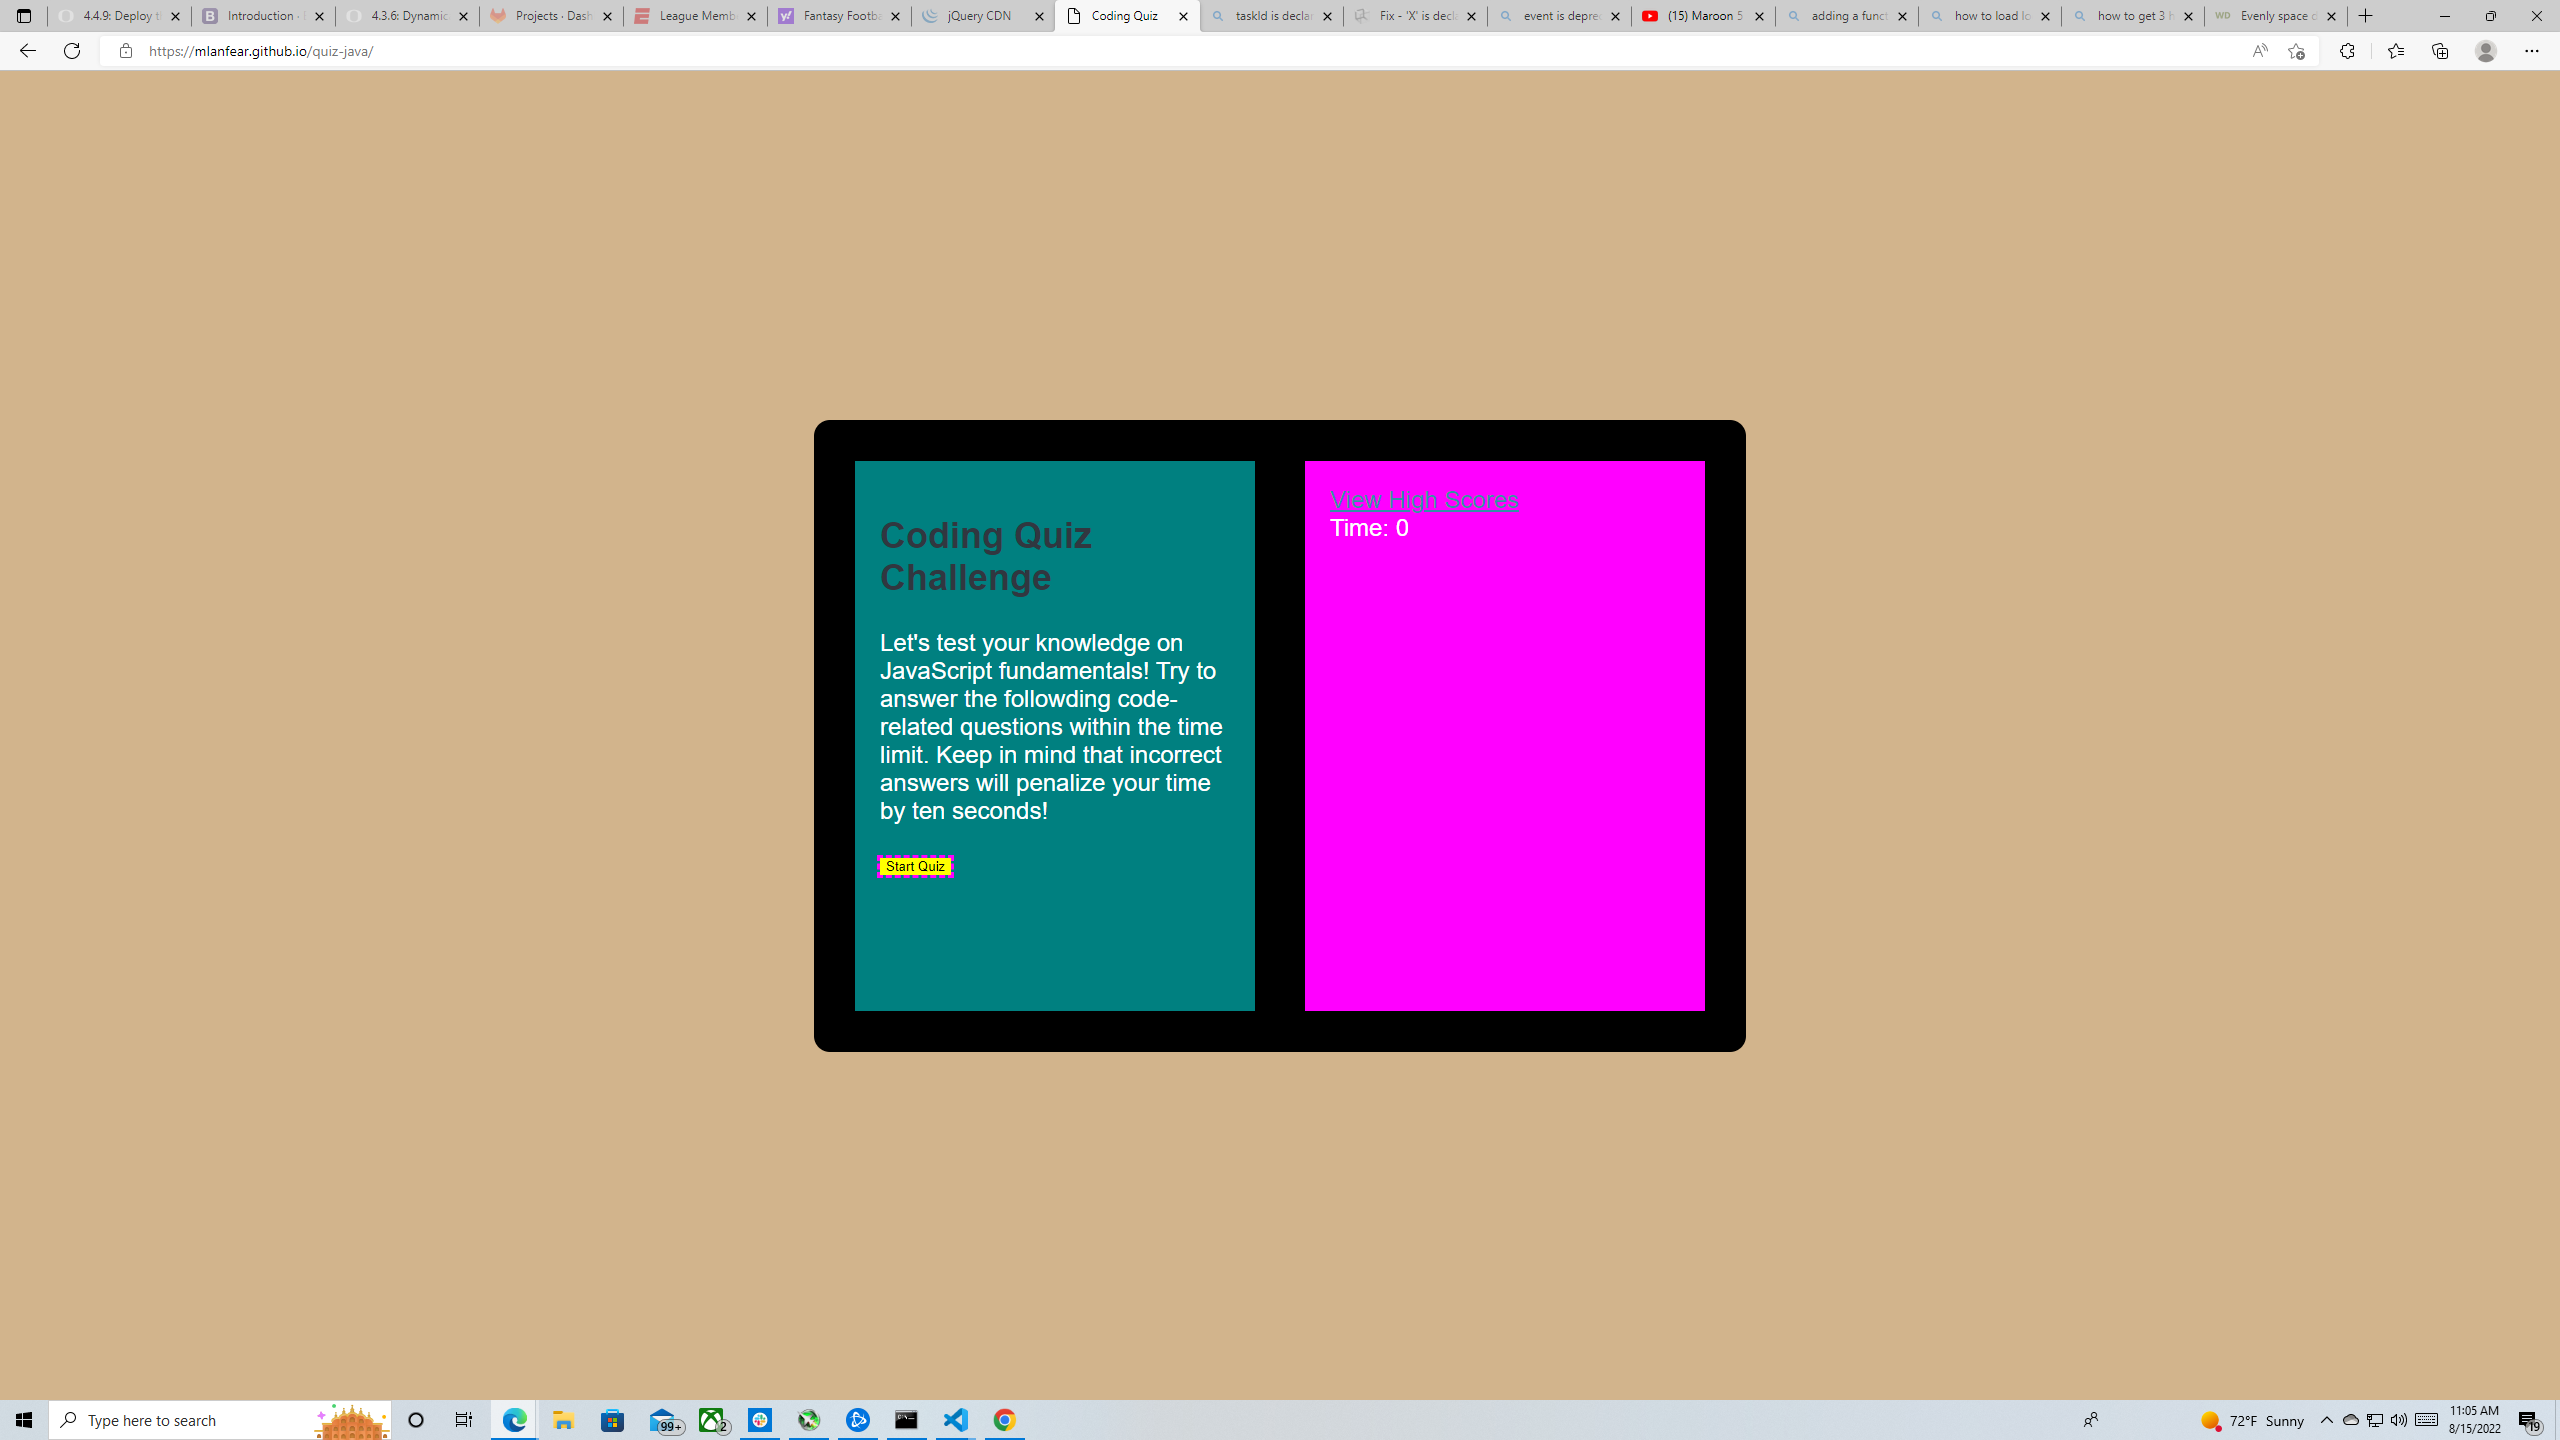 4.4.9: Deploy t
Introduction ·
4.3.6: Dynamic
Projects · Dash
League Memb
Fantasy Footba
jQuery CDN
Coding Quiz
taskId is declar
Fix - 'X' is decla
event is depre
(15) Maroon 5
adding a funct
how to load lo
how to get 3 h
WD
Evenly space d
https://mlanfear.github.io/quiz-java/
Coding Quiz
Challenge
Let's test your knowledge on
JavaScript fundamentals! Try to
answer the followding code-
related questions within the time
limit. Keep in mind that incorrect
answers will penalize your time
by ten seconds!
Start Quiz
View High Scores
Time: 0
Type here to search
99+
2
72°F Sunny
11:05 AM
8/15/2022
19